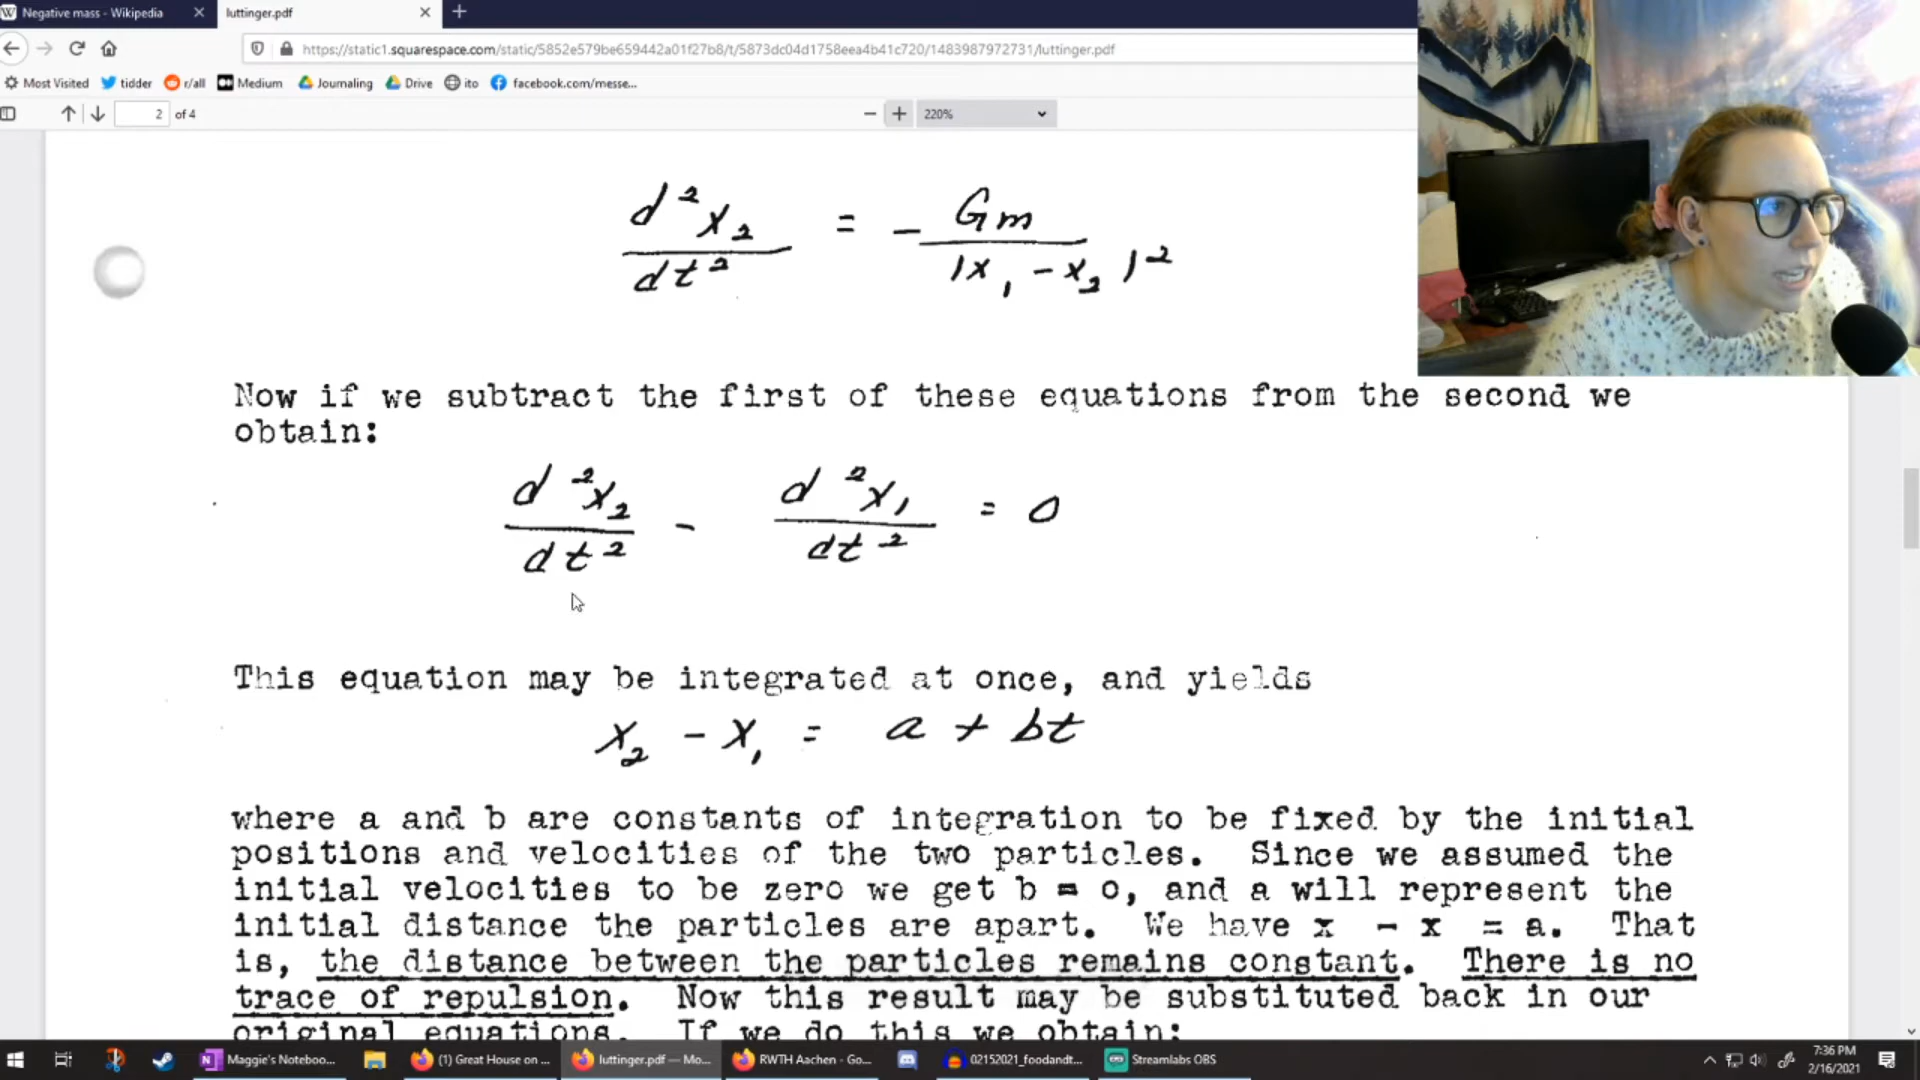 Negative mass - Wikipedia
luttinger.pdf
https://static1.squarespace.com/static/5852e579be659442a01f27b8/t/5873dc04d1758eea4b41c720/1483987972731/luttinger.pdf
Most Visited tidder r/all Medium Journaling Drive ito facebook.com/messe...
2 of 4 220%
d²x₂ / dt² = - Gm / |x₁ - x₂|²
Now if we subtract the first of these equations from the second we
obtain:
d²x₂ / dt² - d²x₁ / dt² = 0
This equation may be integrated at once, and yields
x₂ - x₁ = a + bt
where a and b are constants of integration to be fixed by the initial
positions and velocities of the two particles. Since we assumed the
initial velocities to be zero we get b = o, and a will represent the
initial distance the particles are apart. We have x - x = a. That
is, the distance between the particles remains constant. There is no
trace of repulsion. Now this result may be substituted back in our
original equations. If we do this we obtain:
Maggie's Noteboo... (1) Great House on ... luttinger.pdf — Mo... RWTH Aachen - Go... 02152021_foodandt... Streamlabs OBS
7:36 PM
2/16/2021